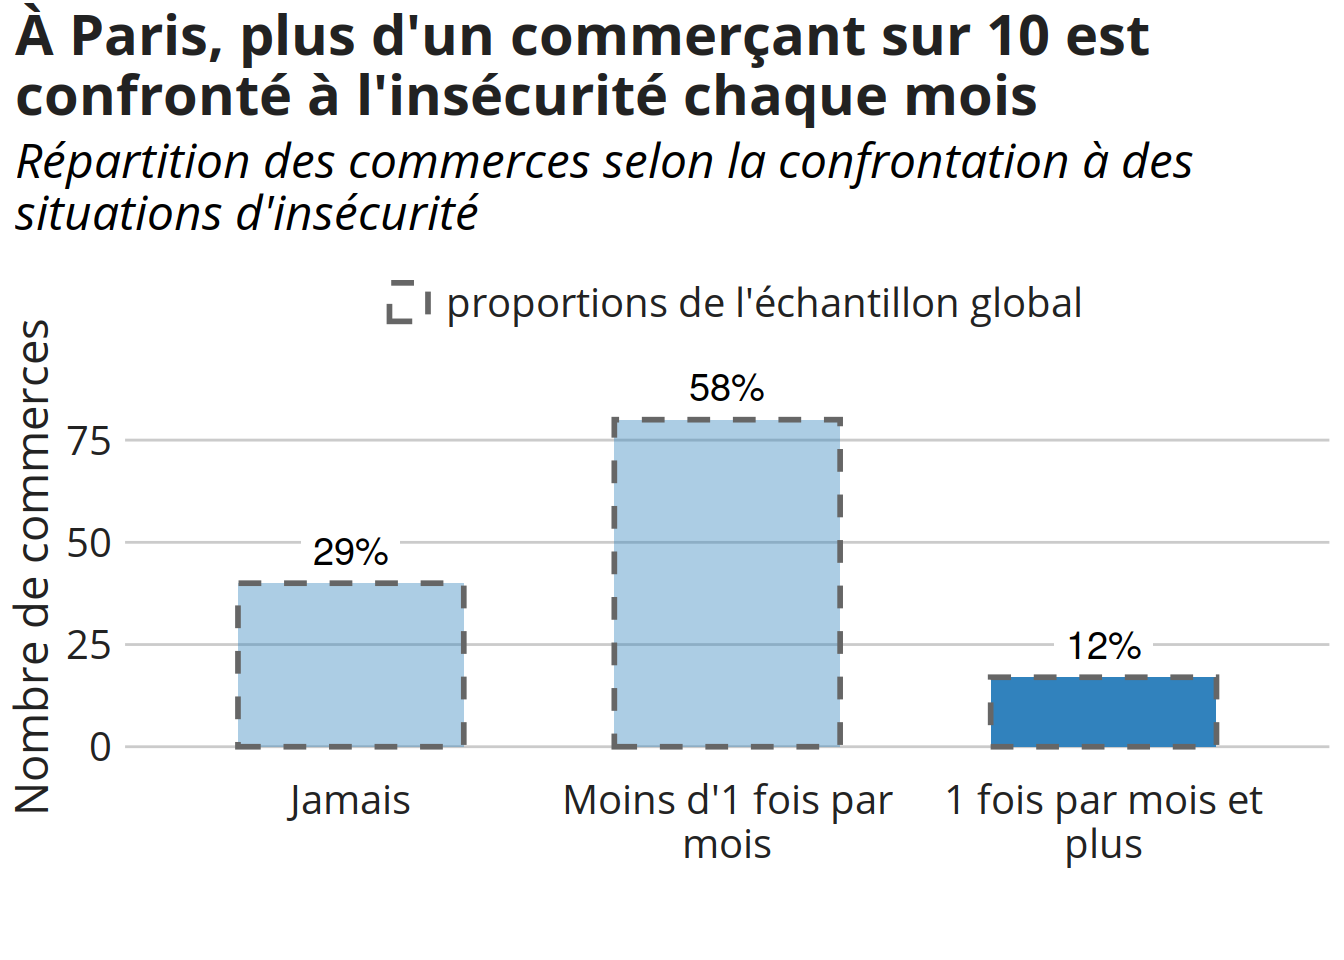 À Paris, plus d'un commerçant sur 10 est
confronté à l'insécurité chaque mois
Répartition des commerces selon la confrontation à des
situations d'insécurité
proportions de l'échantillon global
Nombre de commerces
75
50
25
0
29%
58%
12%
Jamais
Moins d'1 fois par
mois
1 fois par mois et
plus